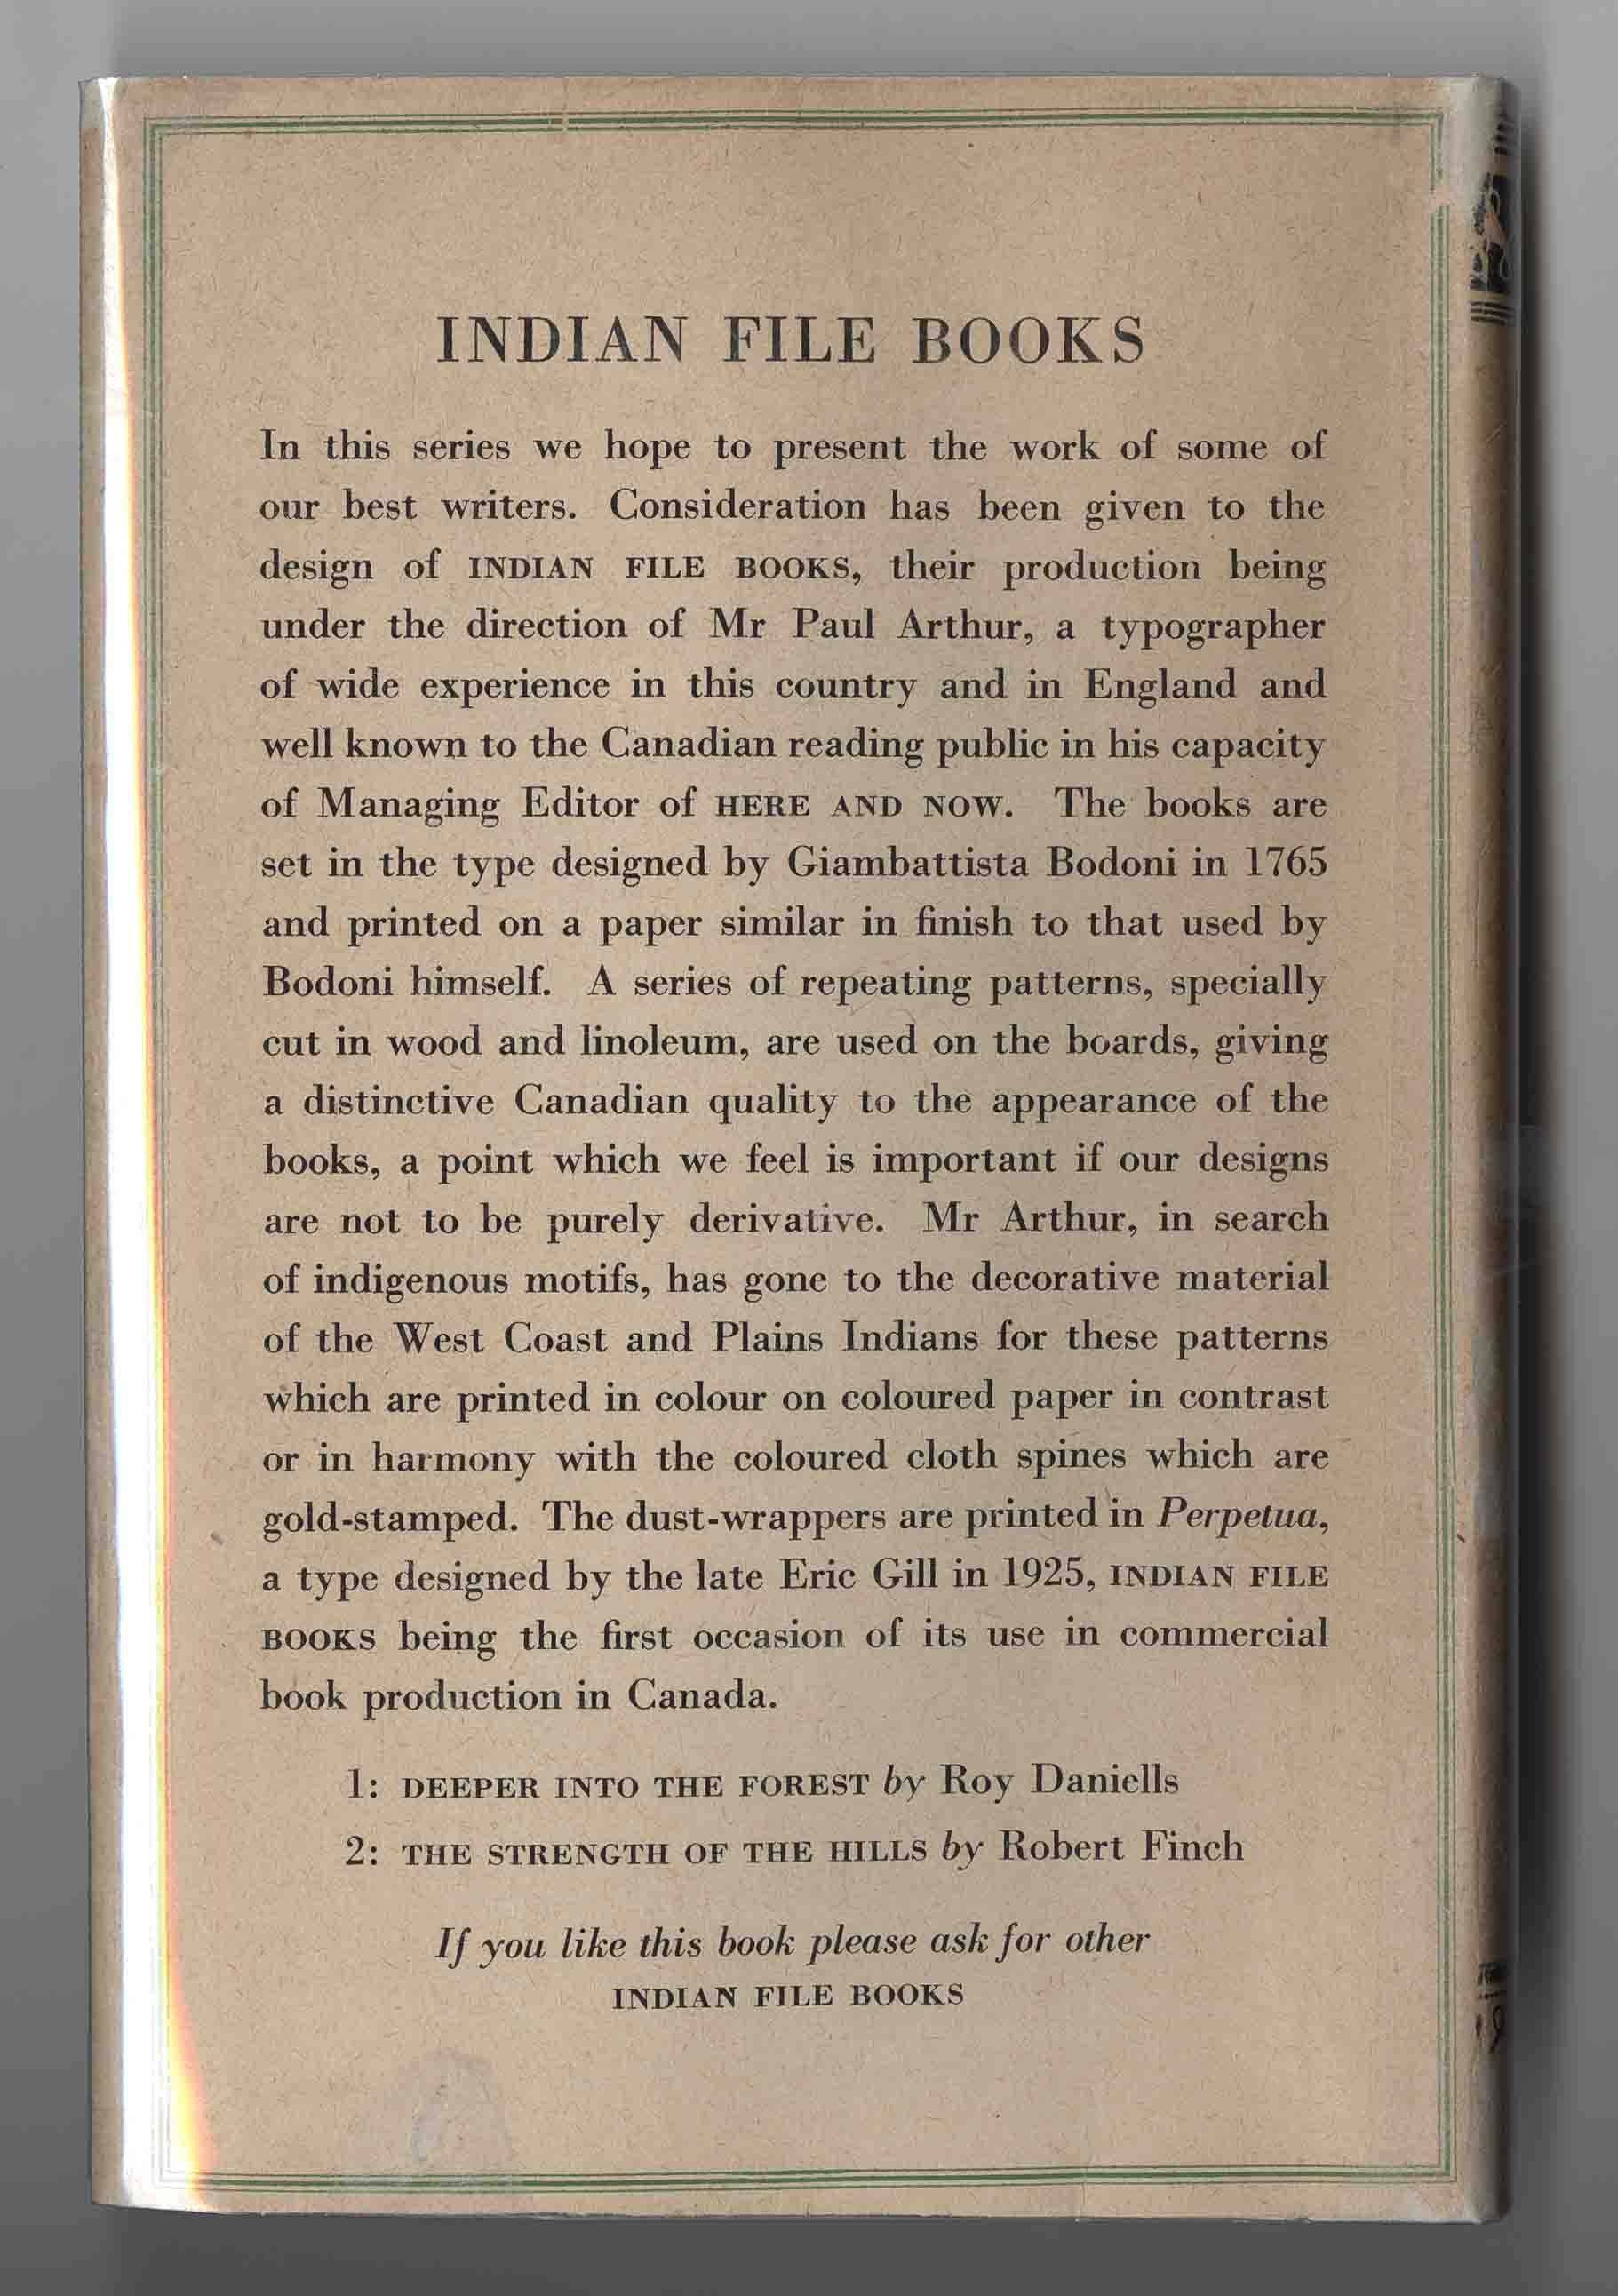 INDIAN FILE BOOKS
In this series we hope to present the work of some of
our best writers. Consideration has been given to the
design of INDIAN FILE BOOKS, their production being
under the direction of Mr Paul Arthur, a typographer
of wide experience in this country and in England and
well known to the Canadian reading public in his capacity
of Managing Editor of HERE AND NOW. The books are
set in the type designed by Giambattista Bodoni in 1765
and printed on a paper similar in finish to that used by
Bodoni himself. A series of repeating patterns, specially
cut in wood and linoleum, are used on the boards, giving
a distinctive Canadian quality to the appearance of the
books, a point which we feel is important if our designs
are not to be purely derivative. Mr Arthur, in search
of indigenous motifs, has gone to the decorative material
of the West Coast and Plains Indians for these patterns
which are printed in colour on coloured paper in contrast
or in harmony with the coloured cloth spines which are
gold-stamped. The dust-wrappers are printed in Perpetua,
a type designed by the late Eric Gill in 1925, INDIAN FILE
BOOKS being the first occasion of its use in commercial
book production in Canada.
1: DEEPER INTO THE FOREST by Roy Daniells
2: THE STRENGTH OF THE HILLS by Robert Finch
If you like this book please ask for other
INDIAN FILE BOOKS